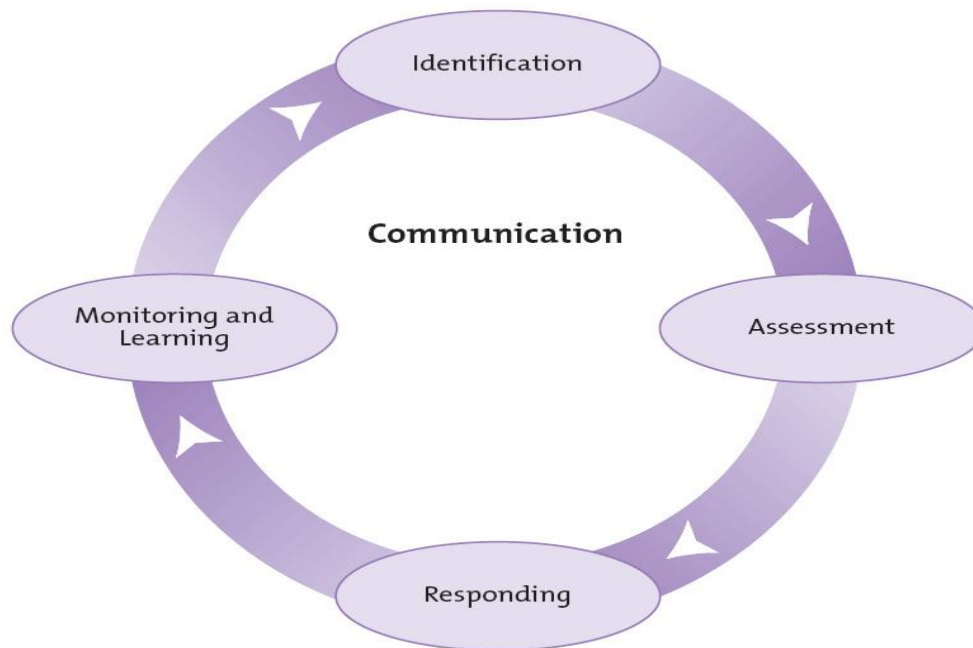 Identification
Communication
Monitoring and
Learning
Assessment
Responding